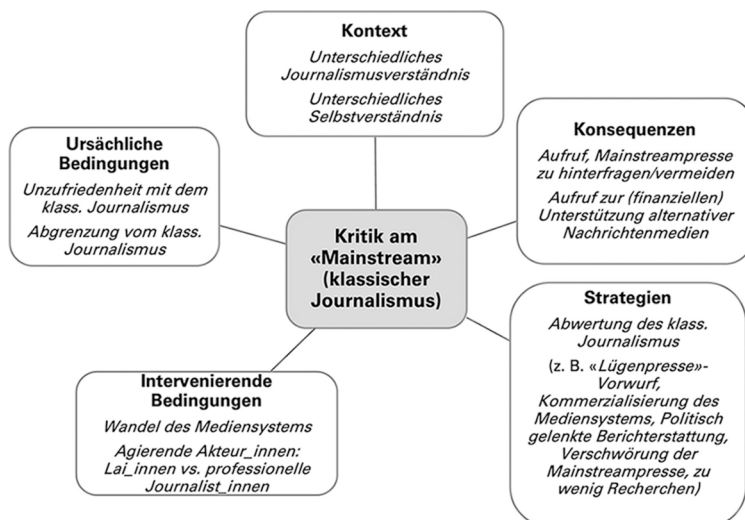 Kontext
Unterschiedliches
Journalismusverständnis
Unterschiedliches
Selbstverständnis
Ursächliche
Bedingungen
Unzufriedenheit mit dem
klass. Journalismus
Abgrenzung vom klass.
Journalismus
Konsequenzen
Aufruf, Mainstreampresse
zu hinterfragen/vermeiden
Aufruf zur (finanziellen)
Unterstützung alternativer
Nachrichtenmedien
Kritik am
«Mainstream»
(klassischer
Journalismus)
Strategien
Abwertung des klass.
Journalismus
(z. B. «Lügenpresse»-
Vorwurf,
Kommerzialisierung des
Mediensystems, Politisch
gelenkte Berichterstattung,
Verschwörung der
Mainstreampresse, zu
wenig Recherchen)
Intervenierende
Bedingungen
Wandel des Mediensystems
Agierende Akteur_innen:
Lai_innen vs. professionelle
Journalist_innen